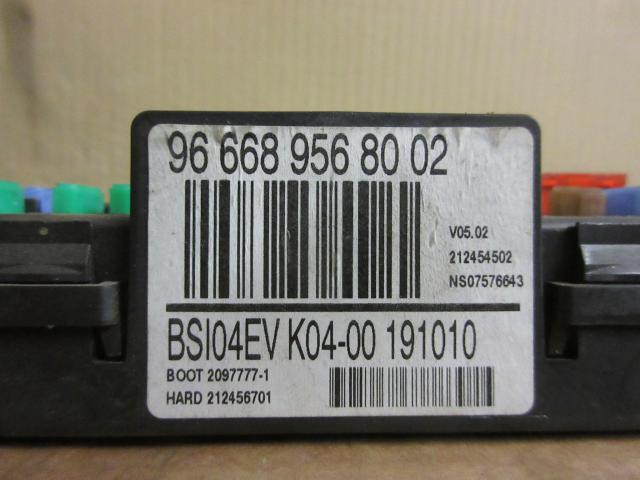 96 668 956 80 02
V05.02
212454502
NS07576643
BSI04EV K04-00 191010
BOOT 2097777-1
HARD 212456701